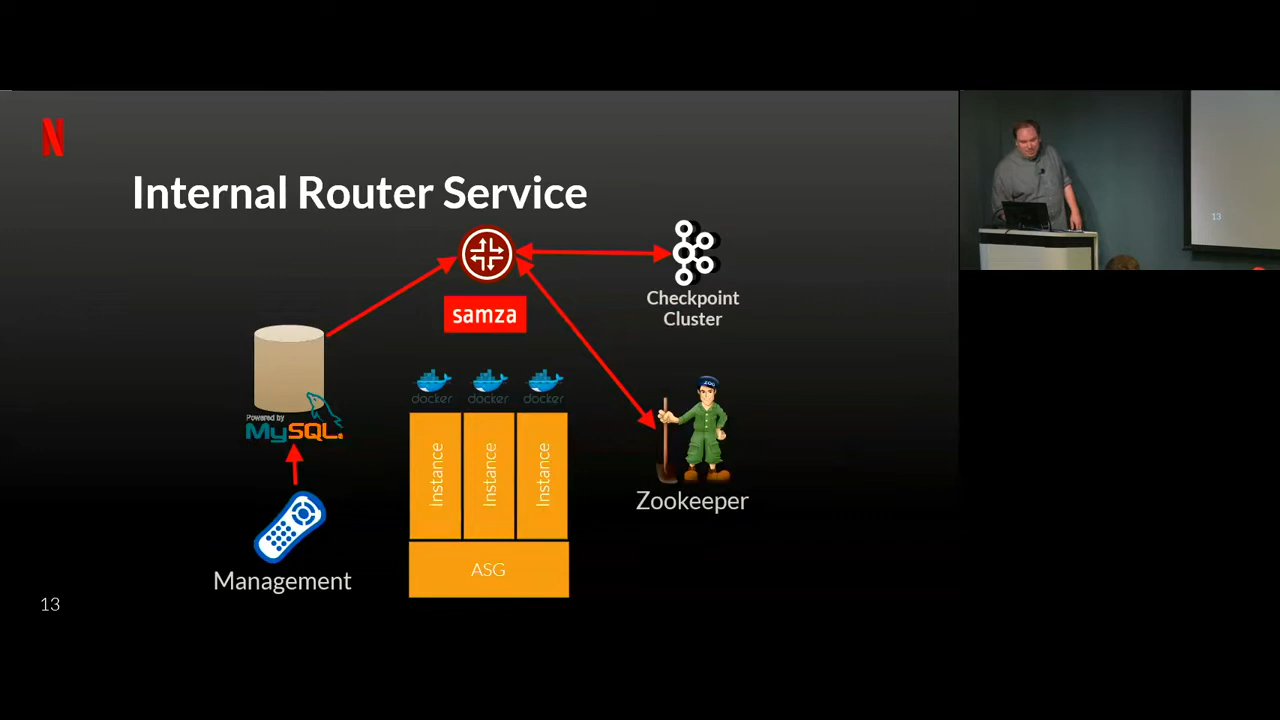 N
Internal Router Service
samza
Checkpoint
Cluster
docker docker docker
Powered by
MySQL
Instance
Instance
Instance
ZOO
Zookeeper
ASG
Management
13
13